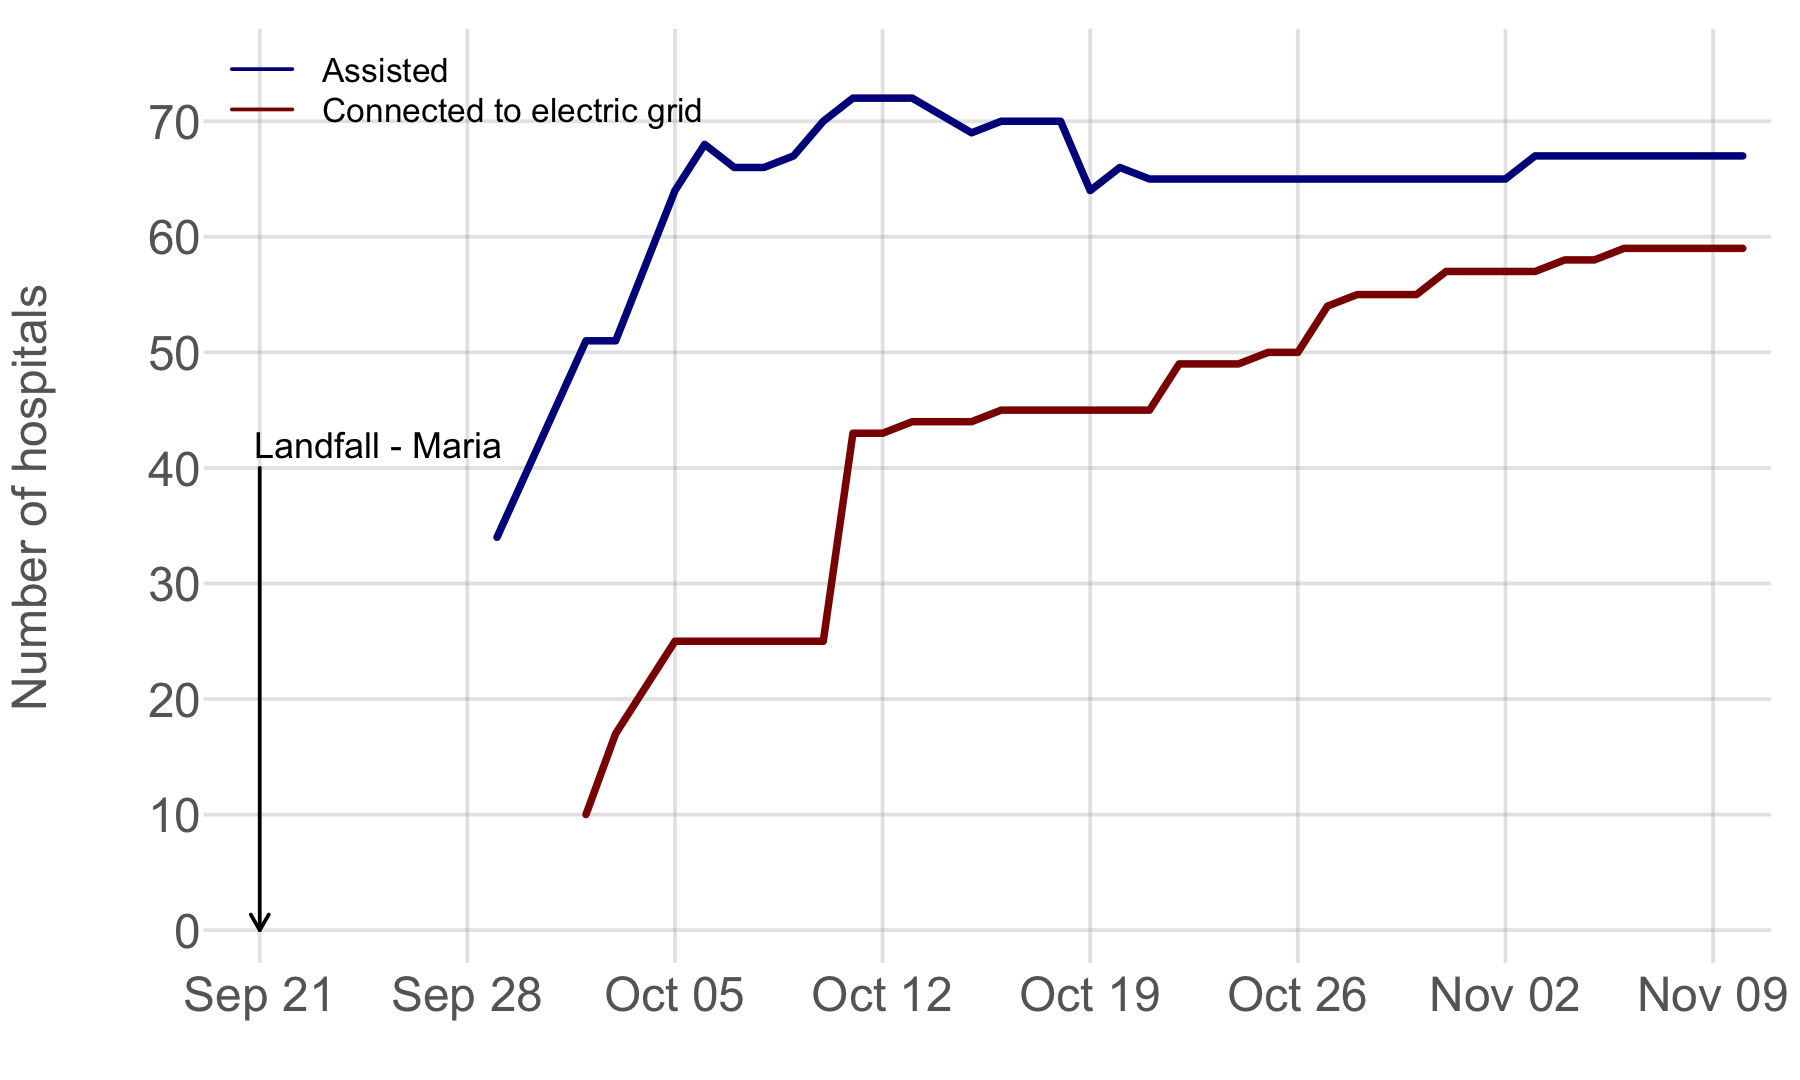 Assisted
Connected to electric grid
70
60
50
Landfall - Maria
40
30
20
10
0
Number of hospitals
Sep 21 Sep 28 Oct 05 Oct 12 Oct 19 Oct 26 Nov 02 Nov 09